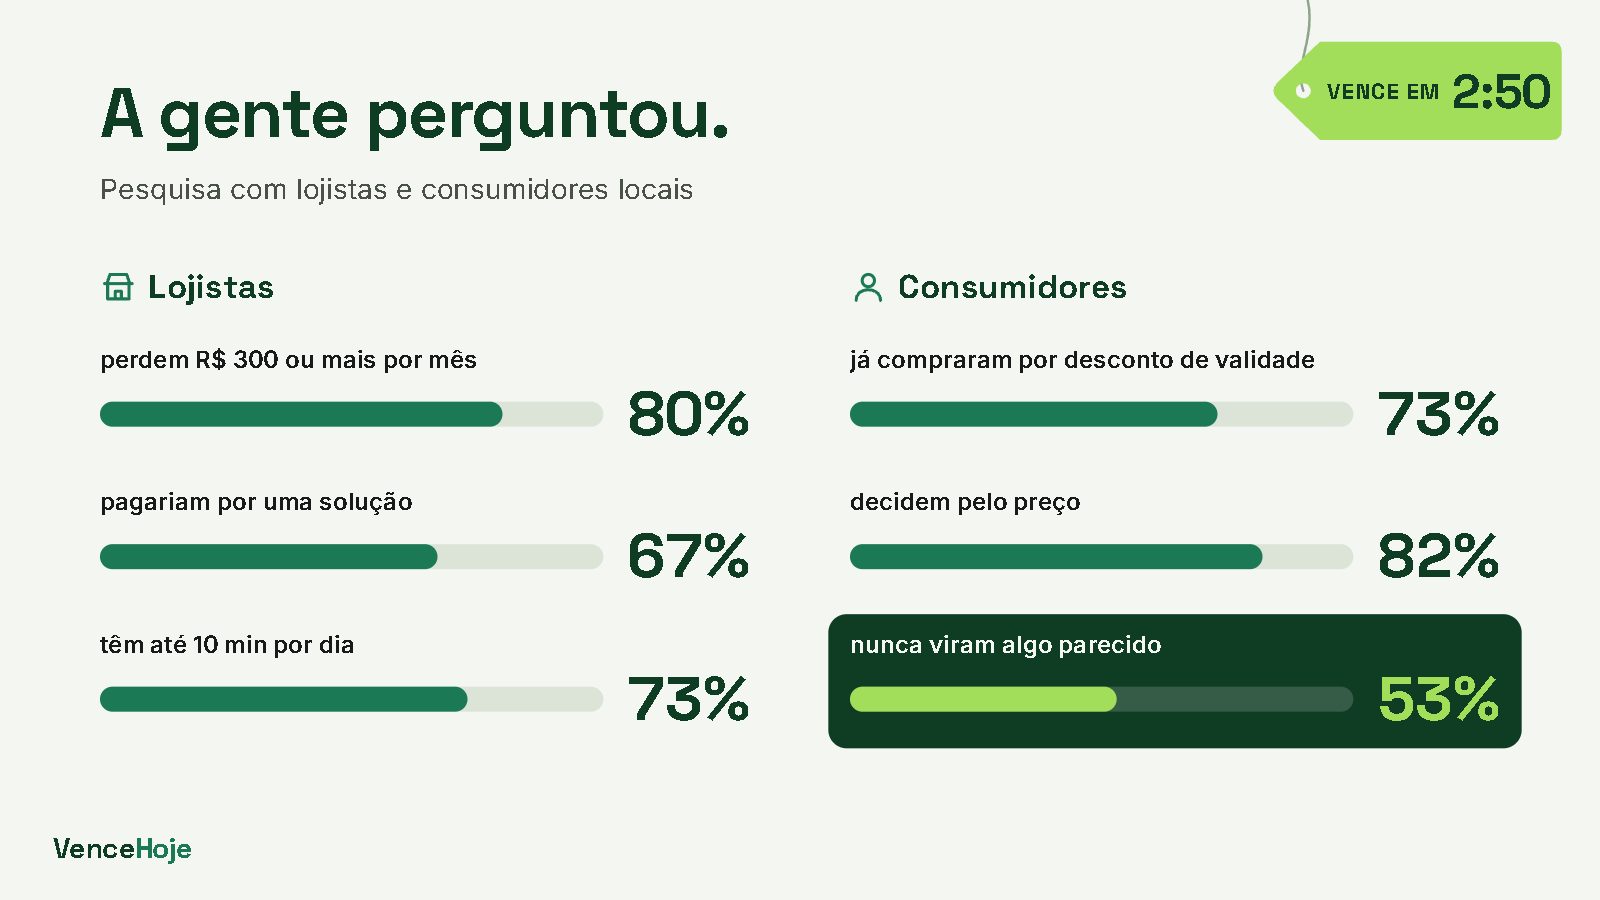 A gente perguntou.
VENCE EM 2:50
Pesquisa com lojistas e consumidores locais
Lojistas
perdem R$ 300 ou mais por mês
80%
pagariam por uma solução
67%
têm até 10 min por dia
73%
Consumidores
já compraram por desconto de validade
73%
decidem pelo preço
82%
nunca viram algo parecido
53%
VenceHoje